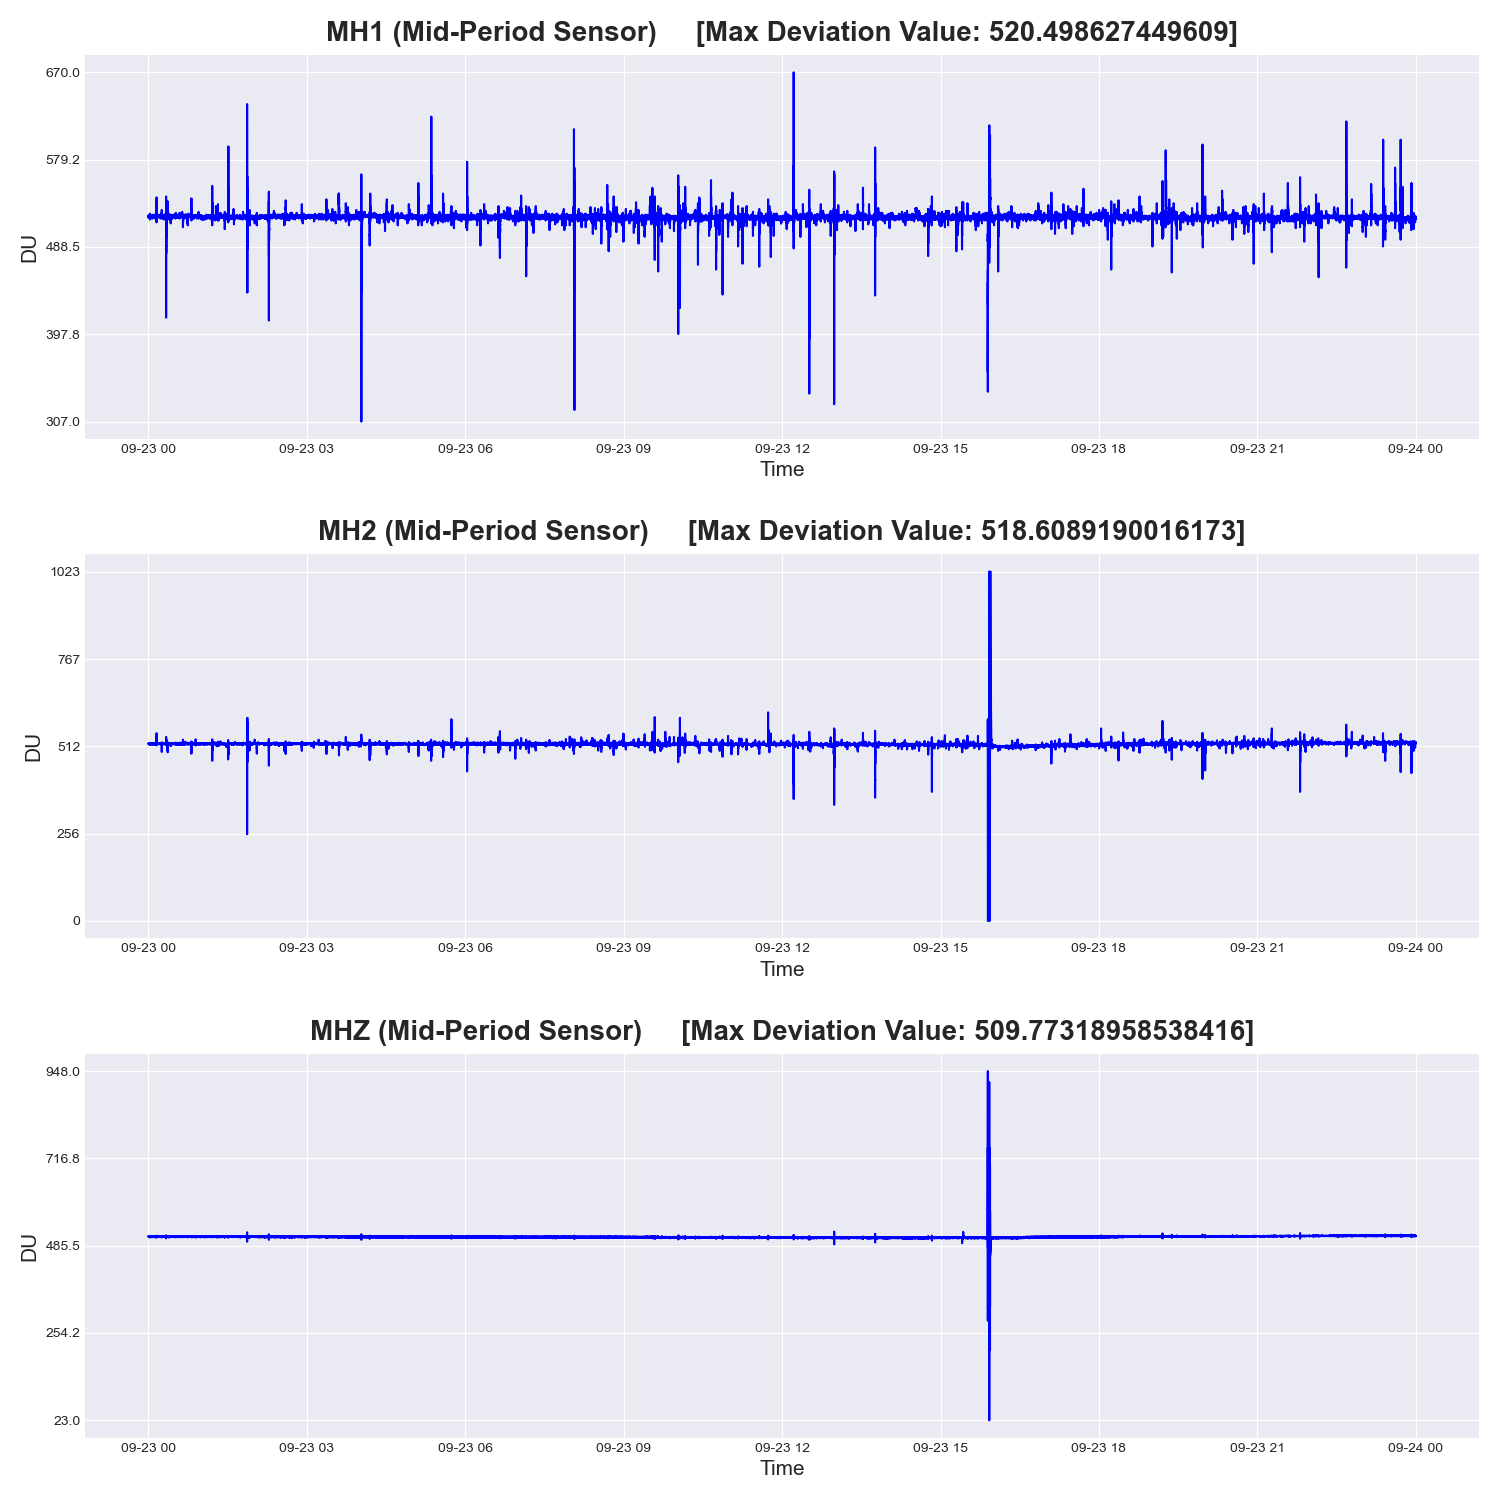 MH1 (Mid-Period Sensor) [Max Deviation Value: 520.498627449609]
670.0
579.2
488.5
397.8
307.0
DU
09-23 00 09-23 03 09-23 06 09-23 09 09-23 12 09-23 15 09-23 18 09-23 21 09-24 00
Time
MH2 (Mid-Period Sensor) [Max Deviation Value: 518.6089190016173]
1023
767
512
256
0
DU
09-23 00 09-23 03 09-23 06 09-23 09 09-23 12 09-23 15 09-23 18 09-23 21 09-24 00
Time
MHZ (Mid-Period Sensor) [Max Deviation Value: 509.77318958538416]
948.0
716.8
485.5
254.2
23.0
DU
09-23 00 09-23 03 09-23 06 09-23 09 09-23 12 09-23 15 09-23 18 09-23 21 09-24 00
Time